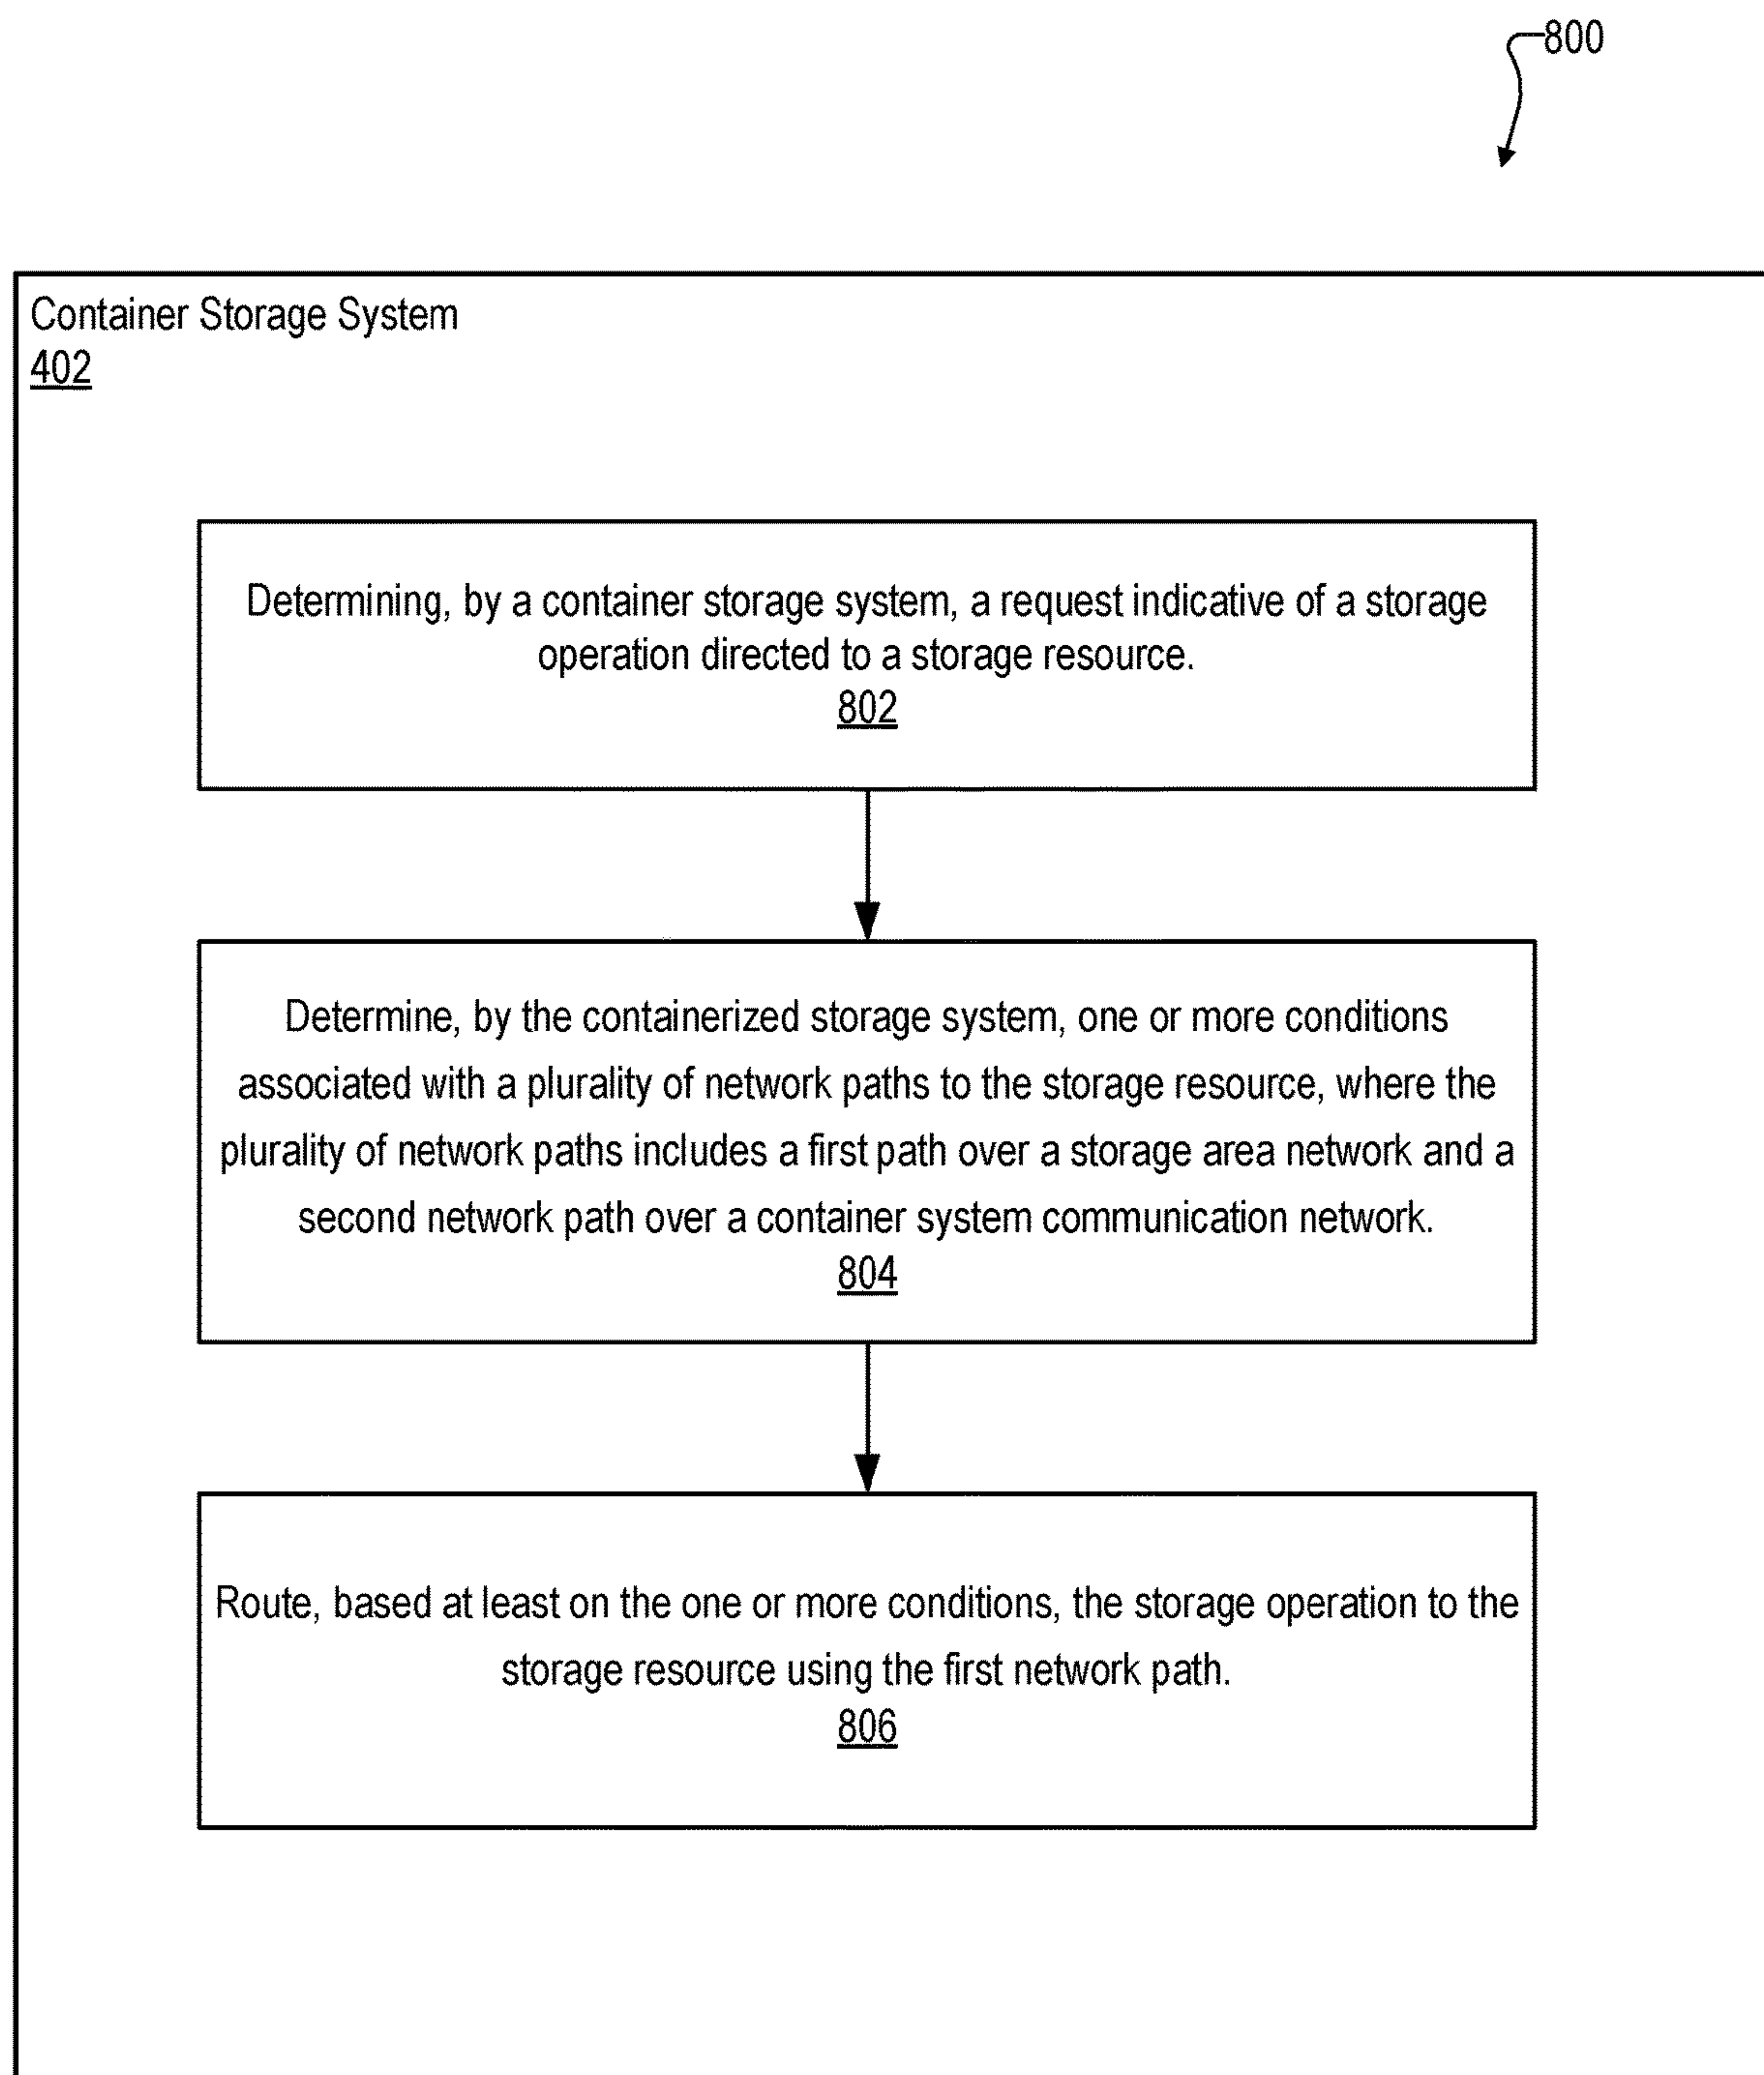 800
Container Storage System
402
Determining, by a container storage system, a request indicative of a storage
operation directed to a storage resource.
802
Determine, by the containerized storage system, one or more conditions
associated with a plurality of network paths to the storage resource, where the
plurality of network paths includes a first path over a storage area network and a
second network path over a container system communication network.
804
Route, based at least on the one or more conditions, the storage operation to the
storage resource using the first network path.
806